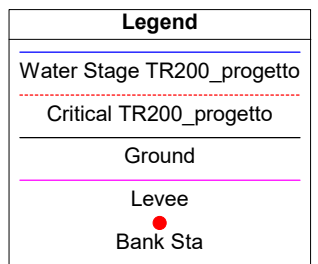 Legend
Water Stage TR200_progetto
Critical TR200_progetto
Ground
Levee
Bank Sta